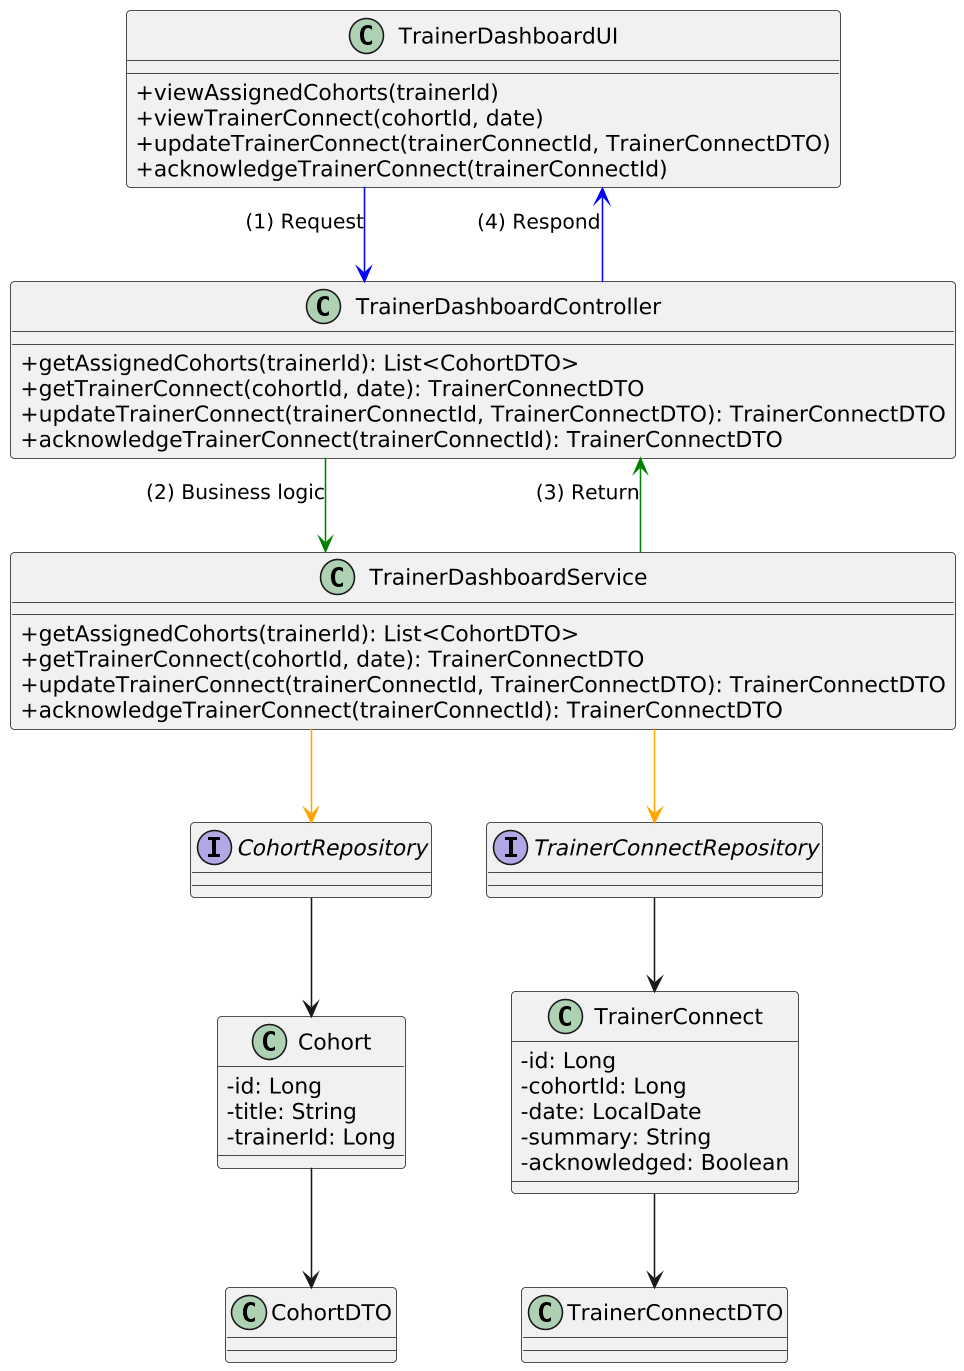 C TrainerDashboardUI
+viewAssignedCohorts(trainerId)
+viewTrainerConnect(cohortId, date)
+updateTrainerConnect(trainerConnectId, TrainerConnectDTO)
+acknowledgeTrainerConnect(trainerConnectId)
(1) Request
(4) Respond
C TrainerDashboardController
+getAssignedCohorts(trainerId): List<CohortDTO>
+getTrainerConnect(cohortId, date): TrainerConnectDTO
+updateTrainerConnect(trainerConnectId, TrainerConnectDTO): TrainerConnectDTO
+acknowledgeTrainerConnect(trainerConnectId): TrainerConnectDTO
(2) Business logic
(3) Return
C TrainerDashboardService
+getAssignedCohorts(trainerId): List<CohortDTO>
+getTrainerConnect(cohortId, date): TrainerConnectDTO
+updateTrainerConnect(trainerConnectId, TrainerConnectDTO): TrainerConnectDTO
+acknowledgeTrainerConnect(trainerConnectId): TrainerConnectDTO
I CohortRepository
I TrainerConnectRepository
C Cohort
-id: Long
-title: String
-trainerId: Long
C TrainerConnect
-id: Long
-cohortId: Long
-date: LocalDate
-summary: String
-acknowledged: Boolean
C CohortDTO
C TrainerConnectDTO